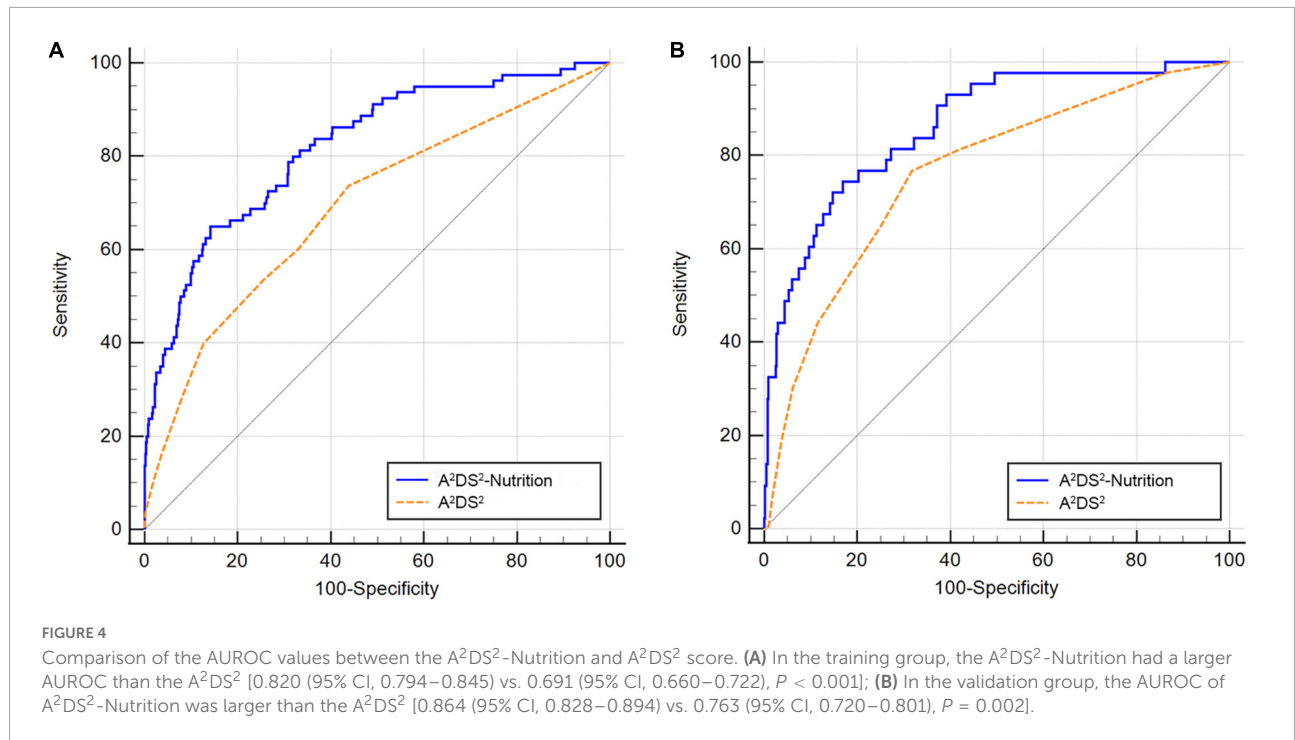 A
100
80
60
40
20
0
Sensitivity
0 20 40 60 80 100
100-Specificity
A²DS²-Nutrition
A²DS²
B
100
80
60
40
20
0
Sensitivity
0 20 40 60 80 100
100-Specificity
A²DS²-Nutrition
A²DS²
FIGURE 4
Comparison of the AUROC values between the A²DS²-Nutrition and A²DS² score. (A) In the training group, the A²DS²-Nutrition had a larger
AUROC than the A²DS² [0.820 (95% CI, 0.794–0.845) vs. 0.691 (95% CI, 0.660–0.722), P < 0.001]; (B) In the validation group, the AUROC of
A²DS²-Nutrition was larger than the A²DS² [0.864 (95% CI, 0.828–0.894) vs. 0.763 (95% CI, 0.720–0.801), P = 0.002].